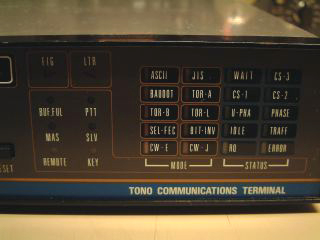 FIG LTR
ASCII JIS WAIT CS-3
BAUDOT TOR-A CS-1 CS-2
BUF.FUL PTT TOR-B TOR-L V-PHA PHASE
MAS SLV SEL-FEC BIT-INV IDLE TRAFF
REMOTE KEY CW-E CW-J RQ ERROR
MODE STATUS
TONO COMMUNICATIONS TERMINAL